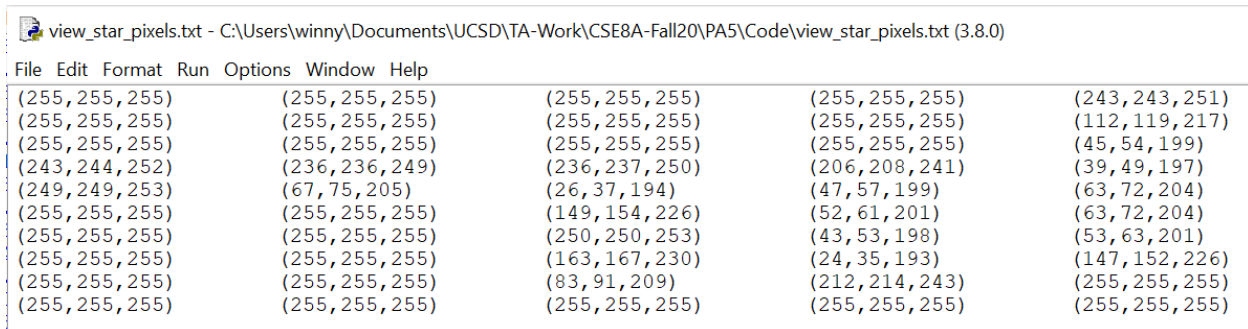 view_star_pixels.txt - C:\Users\winny\Documents\UCSD\TA-Work\CSE8A-Fall20\PA5\Code\view_star_pixels.txt (3.8.0)
File Edit Format Run Options Window Help
(255,255,255) (255,255,255) (255,255,255) (255,255,255) (243,243,251)
(255,255,255) (255,255,255) (255,255,255) (255,255,255) (112,119,217)
(255,255,255) (255,255,255) (255,255,255) (255,255,255) (45,54,199)
(243,244,252) (236,236,249) (236,237,250) (206,208,241) (39,49,197)
(249,249,253) (67,75,205) (26,37,194) (47,57,199) (63,72,204)
(255,255,255) (255,255,255) (149,154,226) (52,61,201) (63,72,204)
(255,255,255) (255,255,255) (250,250,253) (43,53,198) (53,63,201)
(255,255,255) (255,255,255) (163,167,230) (24,35,193) (147,152,226)
(255,255,255) (255,255,255) (83,91,209) (212,214,243) (255,255,255)
(255,255,255) (255,255,255) (255,255,255) (255,255,255) (255,255,255)